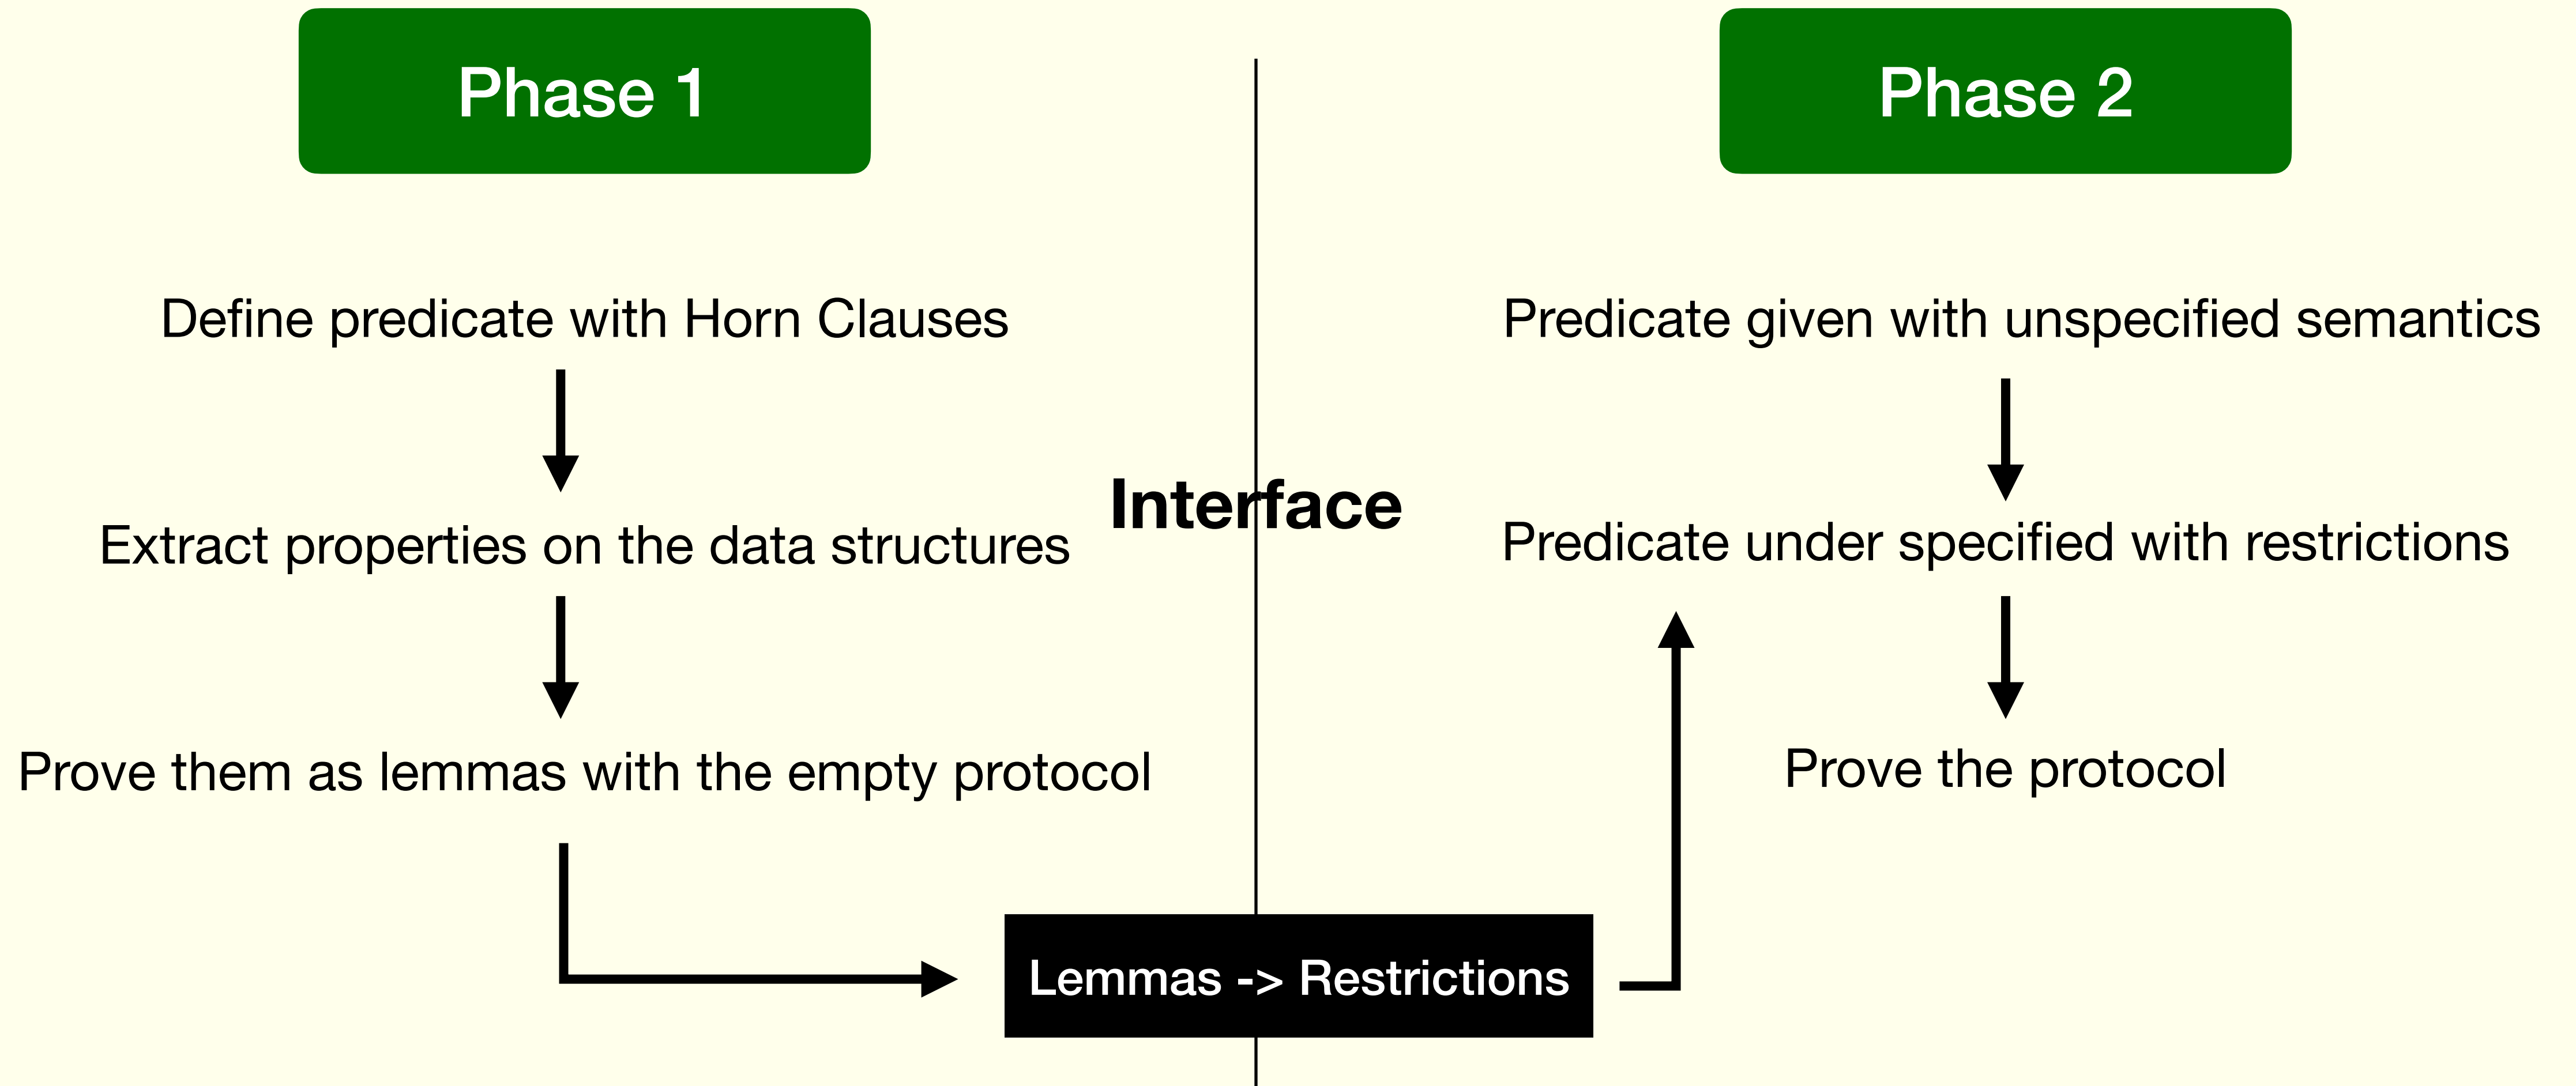 Phase 1
Define predicate with Horn Clauses
Extract properties on the data structures
Prove them as lemmas with the empty protocol
Interface
Lemmas -> Restrictions
Phase 2
Predicate given with unspecified semantics
Predicate under specified with restrictions
Prove the protocol